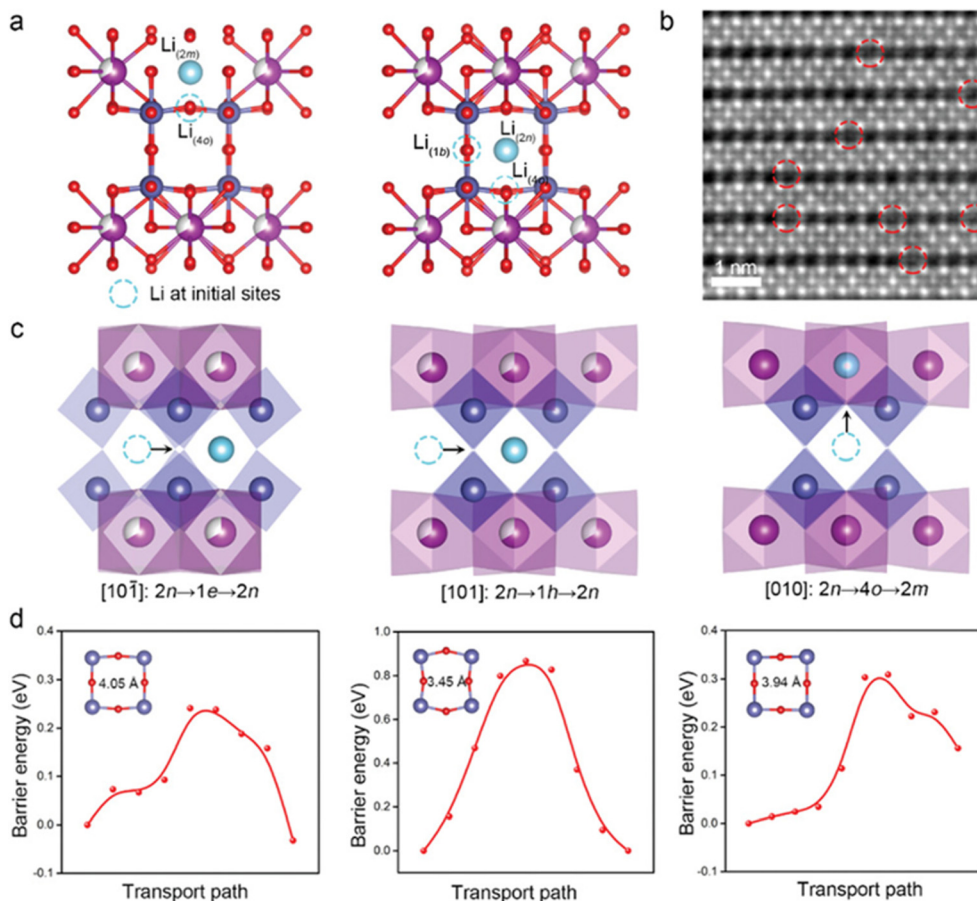 a
Li(2m)
Li(4o)
Li at initial sites
Li(1b)
Li(2n)
Li(4o)
b
1 nm
c
[101̄]: 2n→1e→2n
[101]: 2n→1h→2n
[010]: 2n→4o→2m
d
Barrier energy (eV)
0.4
0.3
0.2
0.1
0.0
-0.1
4.05 Å
Transport path
Barrier energy (eV)
1.0
0.8
0.6
0.4
0.2
0.0
3.45 Å
Transport path
Barrier energy (eV)
0.4
0.3
0.2
0.1
0.0
-0.1
3.94 Å
Transport path